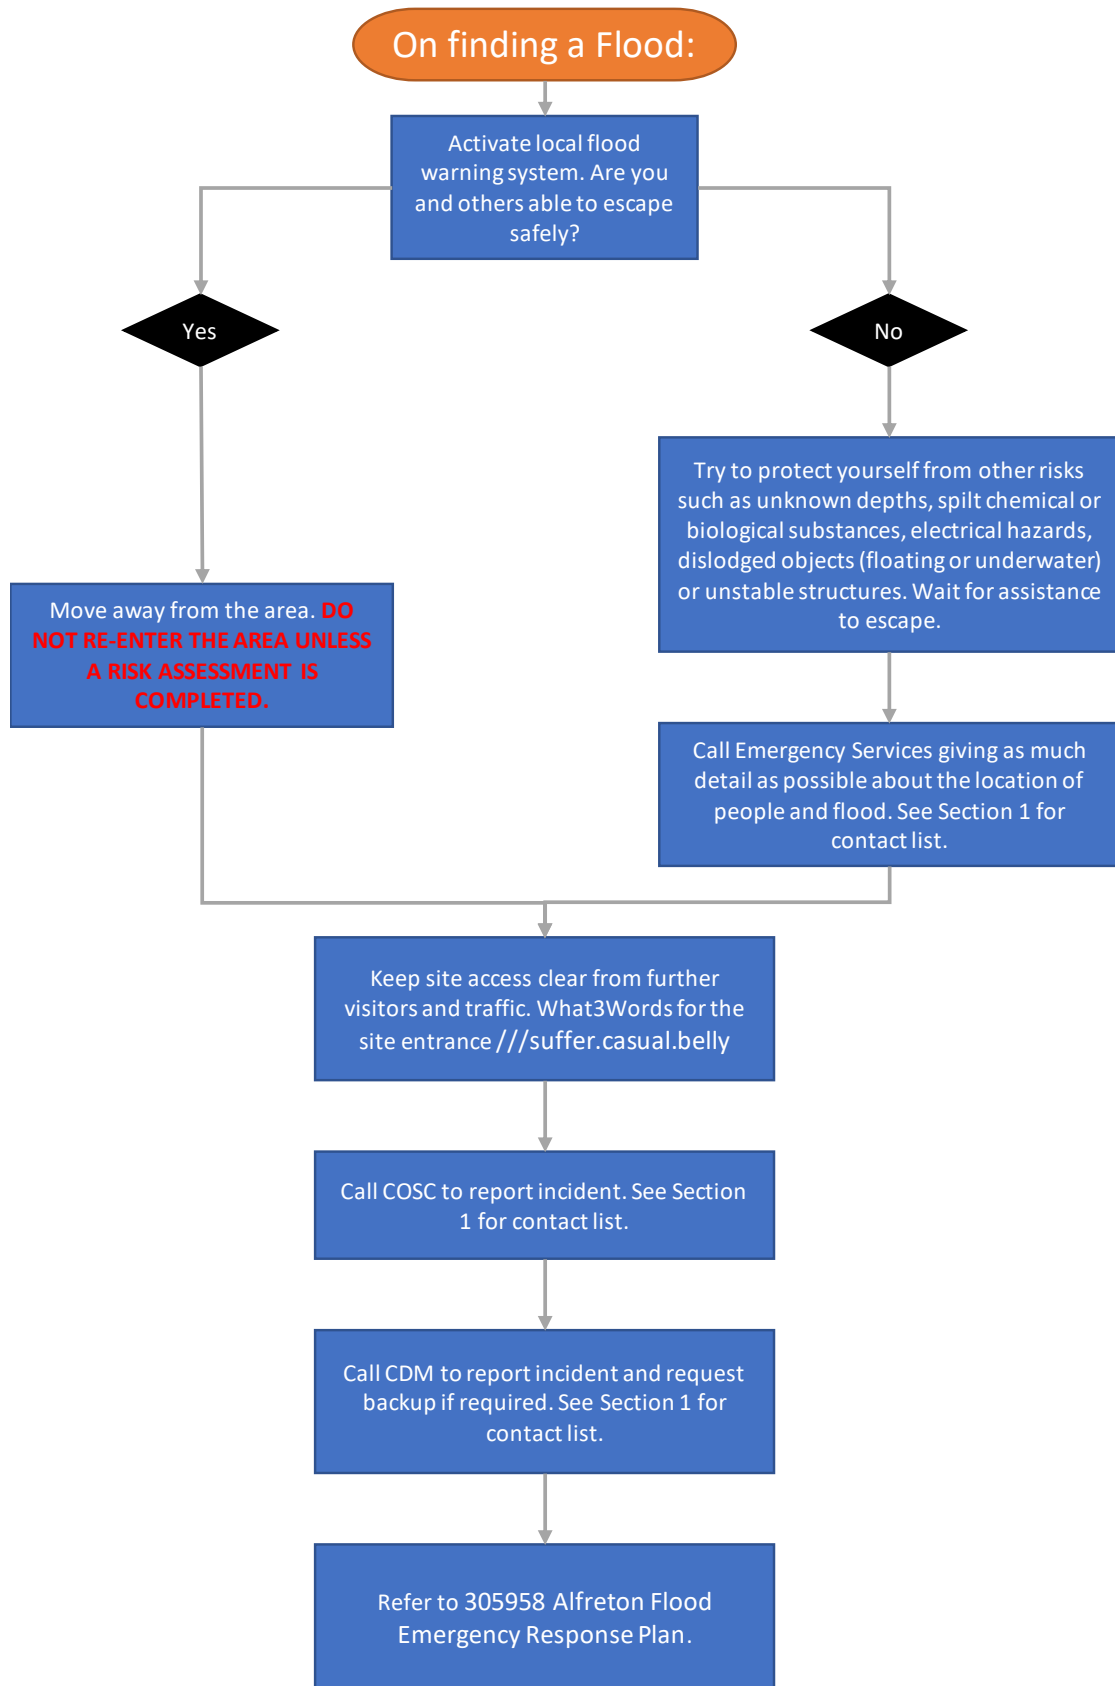 On finding a Flood:
Activate local flood
warning system. Are you
and others able to escape
safely?
Yes
No
Try to protect yourself from other risks
such as unknown depths, spilt chemical or
biological substances, electrical hazards,
dislodged objects (floating or underwater)
or unstable structures. Wait for assistance
to escape.
Move away from the area. DO
NOT RE-ENTER THE AREA UNLESS
A RISK ASSESSMENT IS
COMPLETED.
Call Emergency Services giving as much
detail as possible about the location of
people and flood. See Section 1 for
contact list.
Keep site access clear from further
visitors and traffic. What3Words for the
site entrance ///suffer.casual.belly
Call COSC to report incident. See Section
1 for contact list.
Call CDM to report incident and request
backup if required. See Section 1 for
contact list.
Refer to 305958 Alfreton Flood
Emergency Response Plan.